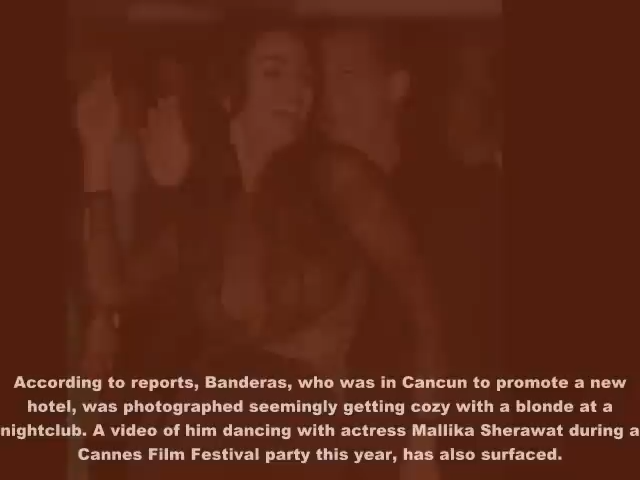 According to reports, Banderas, who was in Cancun to promote a new
hotel, was photographed seemingly getting cozy with a blonde at a
nightclub. A video of him dancing with actress Mallika Sherawat during a
Cannes Film Festival party this year, has also surfaced.